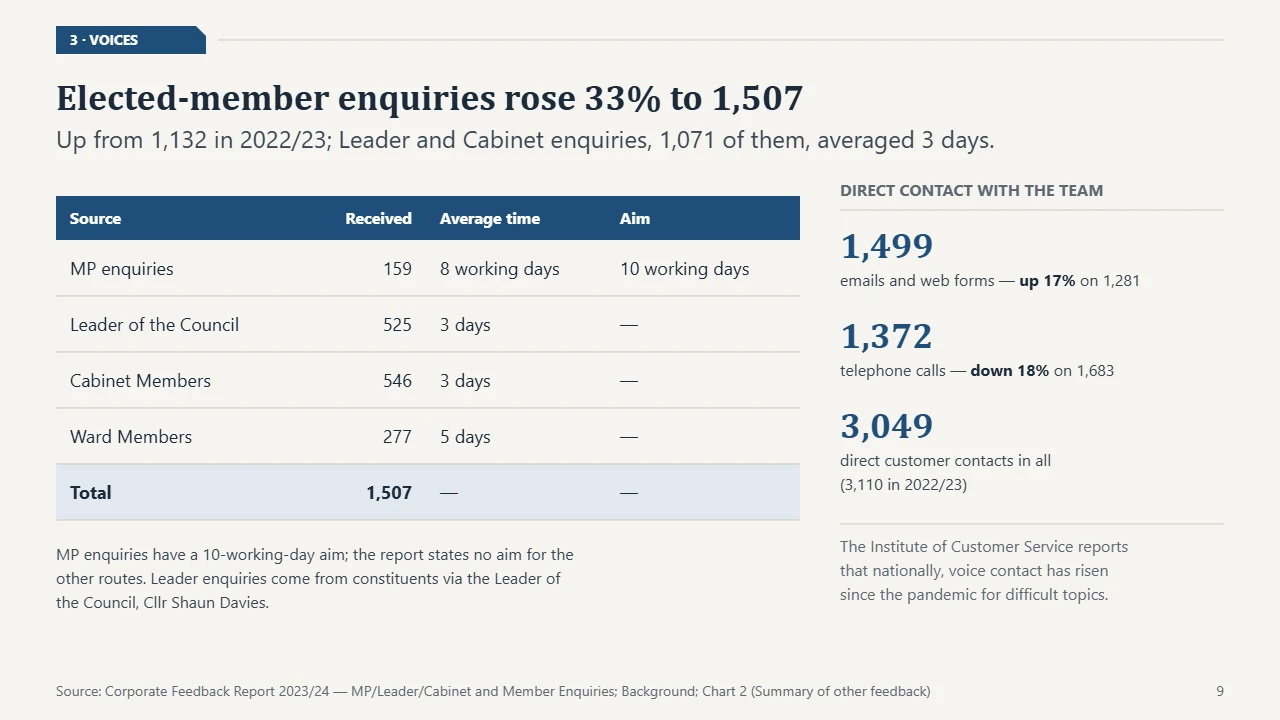 3 · VOICES
Elected-member enquiries rose 33% to 1,507
Up from 1,132 in 2022/23; Leader and Cabinet enquiries, 1,071 of them, averaged 3 days.
Source Received Average time Aim
MP enquiries 159 8 working days 10 working days
Leader of the Council 525 3 days —
Cabinet Members 546 3 days —
Ward Members 277 5 days —
Total 1,507 — —
MP enquiries have a 10-working-day aim; the report states no aim for the
other routes. Leader enquiries come from constituents via the Leader of
the Council, Cllr Shaun Davies.
DIRECT CONTACT WITH THE TEAM
1,499
emails and web forms — up 17% on 1,281
1,372
telephone calls — down 18% on 1,683
3,049
direct customer contacts in all
(3,110 in 2022/23)
The Institute of Customer Service reports
that nationally, voice contact has risen
since the pandemic for difficult topics.
Source: Corporate Feedback Report 2023/24 — MP/Leader/Cabinet and Member Enquiries; Background; Chart 2 (Summary of other feedback)
9